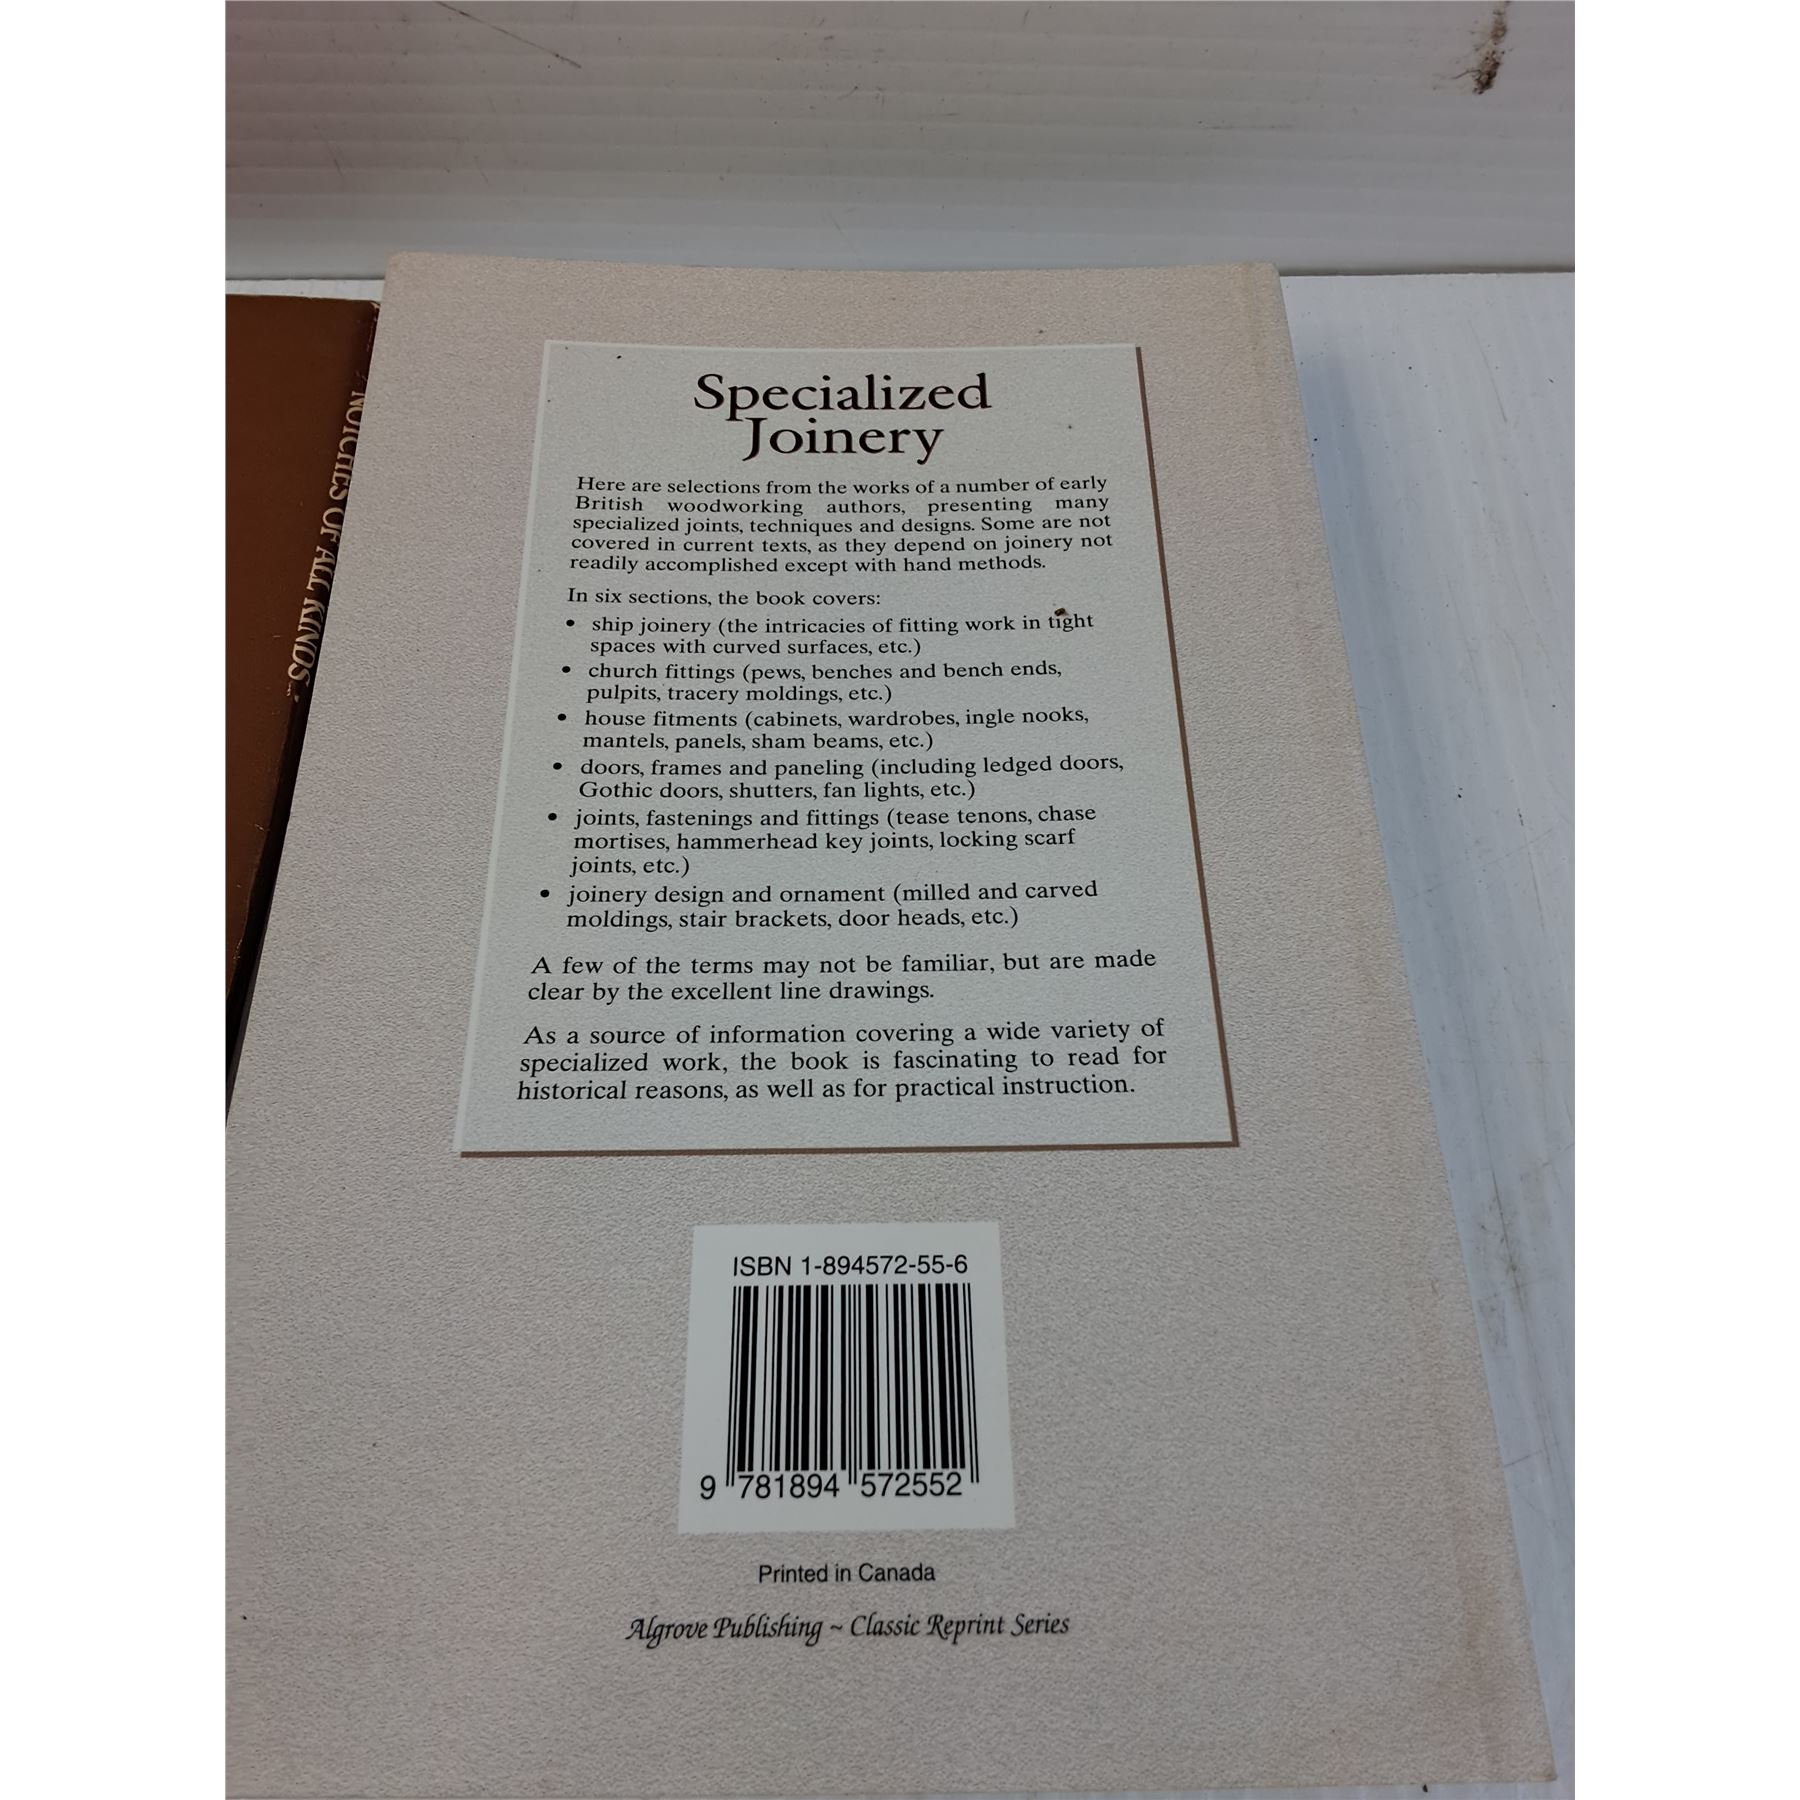 NOTCHES OF ALL KINDS
Specialized
Joinery
Here are selections from the works of a number of early
British woodworking authors, presenting many
specialized joints, techniques and designs. Some are not
covered in current texts, as they depend on joinery not
readily accomplished except with hand methods.
In six sections, the book covers:
• ship joinery (the intricacies of fitting work in tight
spaces with curved surfaces, etc.)
• church fittings (pews, benches and bench ends,
pulpits, tracery moldings, etc.)
• house fitments (cabinets, wardrobes, ingle nooks,
mantels, panels, sham beams, etc.)
• doors, frames and paneling (including ledged doors,
Gothic doors, shutters, fan lights, etc.)
• joints, fastenings and fittings (tease tenons, chase
mortises, hammerhead key joints, locking scarf
joints, etc.)
• joinery design and ornament (milled and carved
moldings, stair brackets, door heads, etc.)
A few of the terms may not be familiar, but are made
clear by the excellent line drawings.
As a source of information covering a wide variety of
specialized work, the book is fascinating to read for
historical reasons, as well as for practical instruction.
ISBN 1-894572-55-6
9 781894 572552
Printed in Canada
Algrove Publishing ~ Classic Reprint Series